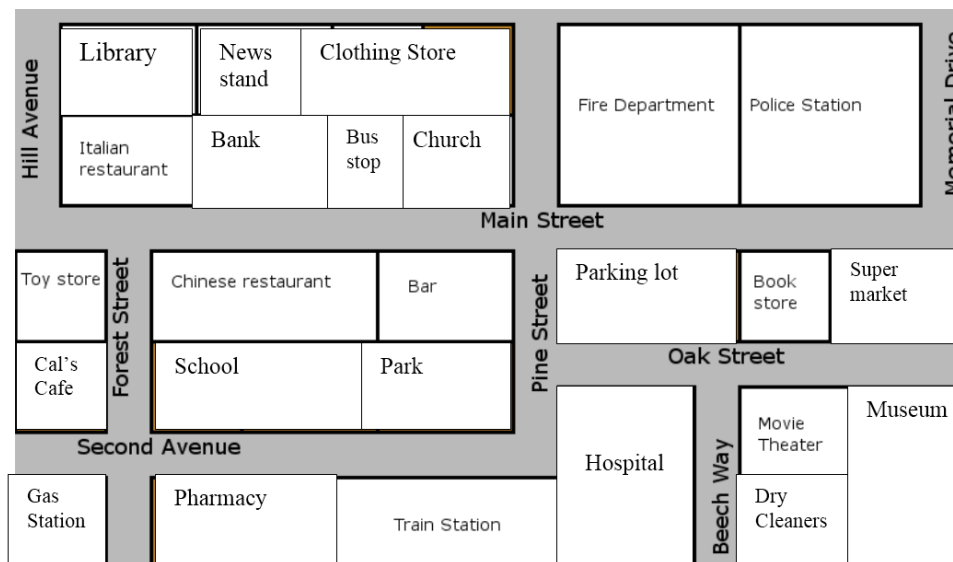 Hill Avenue
Library
News
stand
Clothing Store
Fire Department
Police Station
Memorial Drive
Italian
restaurant
Bank
Bus
stop
Church
Main Street
Toy store
Forest Street
Chinese restaurant
Bar
Pine Street
Parking lot
Book
store
Super
market
Oak Street
Cal's
Cafe
School
Park
Second Avenue
Hospital
Beech Way
Movie
Theater
Museum
Gas
Station
Pharmacy
Train Station
Dry
Cleaners